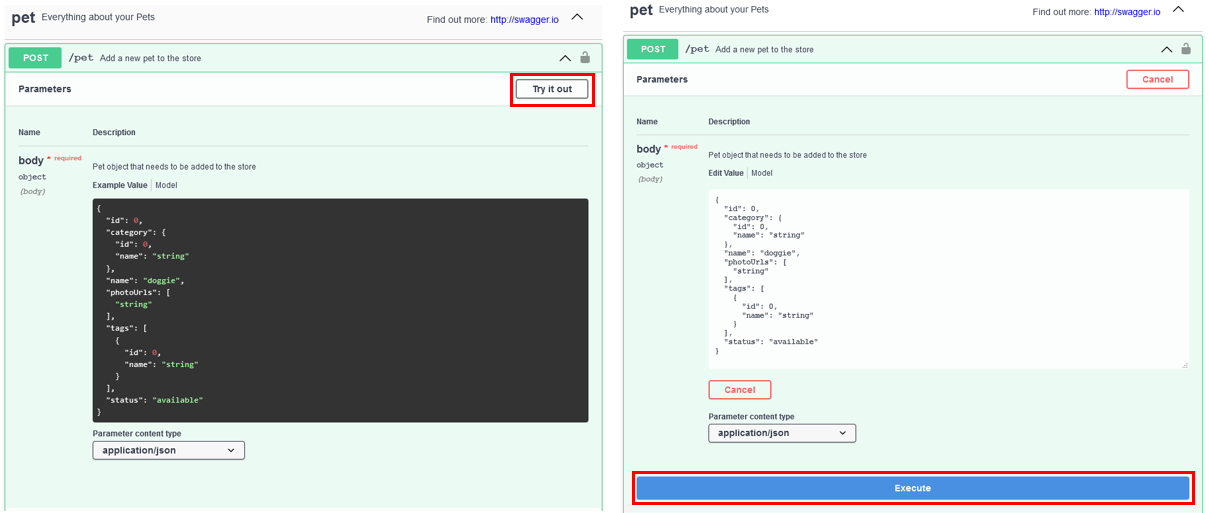 pet Everything about your Pets
Find out more: http://swagger.io
POST /pet Add a new pet to the store
Parameters
Try it out
Name Description
body * required
object
(body)
Pet object that needs to be added to the store
Example Value Model
{
"id": 0,
"category": {
"id": 0,
"name": "string"
},
"name": "doggie",
"photoUrls": [
"string"
],
"tags": [
{
"id": 0,
"name": "string"
}
],
"status": "available"
}
Parameter content type
application/json
pet Everything about your Pets
Find out more: http://swagger.io
POST /pet Add a new pet to the store
Parameters
Cancel
Name Description
body * required
object
(body)
Pet object that needs to be added to the store
Edit Value Model
{
"id": 0,
"category": {
"id": 0,
"name": "string"
},
"name": "doggie",
"photoUrls": [
"string"
],
"tags": [
{
"id": 0,
"name": "string"
}
],
"status": "available"
}
Cancel
Parameter content type
application/json
Execute